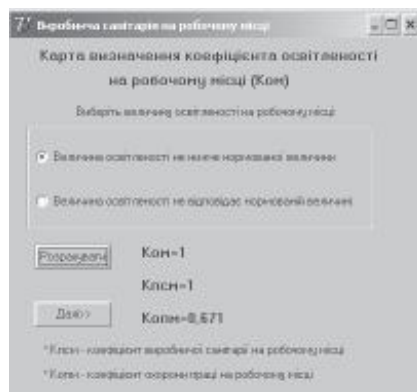 Виробнича санітарія на робочому місці
Карта визначення коефіцієнта освітленості
на робочому місці (Ком)
Виберіть величину освітленості на робочому місці
Величина освітленості не нижче нормованої величини
Величина освітленості не відповідає нормованій величині
Розрахувати
Ком=1
Кпсм=1
Далі>>
Копм=0,671
*Кпсм - коефіцієнт виробничої санітарії на робочому місці
*Копм - коефіцієнт охорони праці на робочому місці